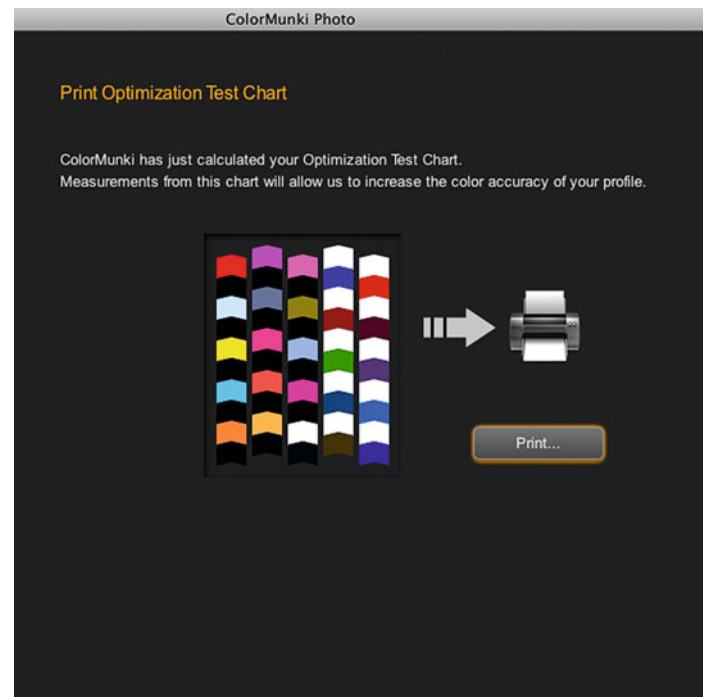 ColorMunki Photo
Print Optimization Test Chart
ColorMunki has just calculated your Optimization Test Chart.
Measurements from this chart will allow us to increase the color accuracy of your profile.
Print...